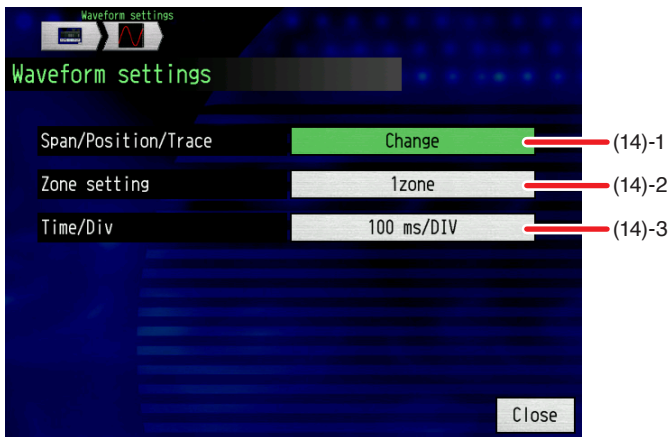 Waveform settings
Waveform settings
Span/Position/Trace Change (14)-1
Zone setting 1zone (14)-2
Time/Div 100 ms/DIV (14)-3
Close